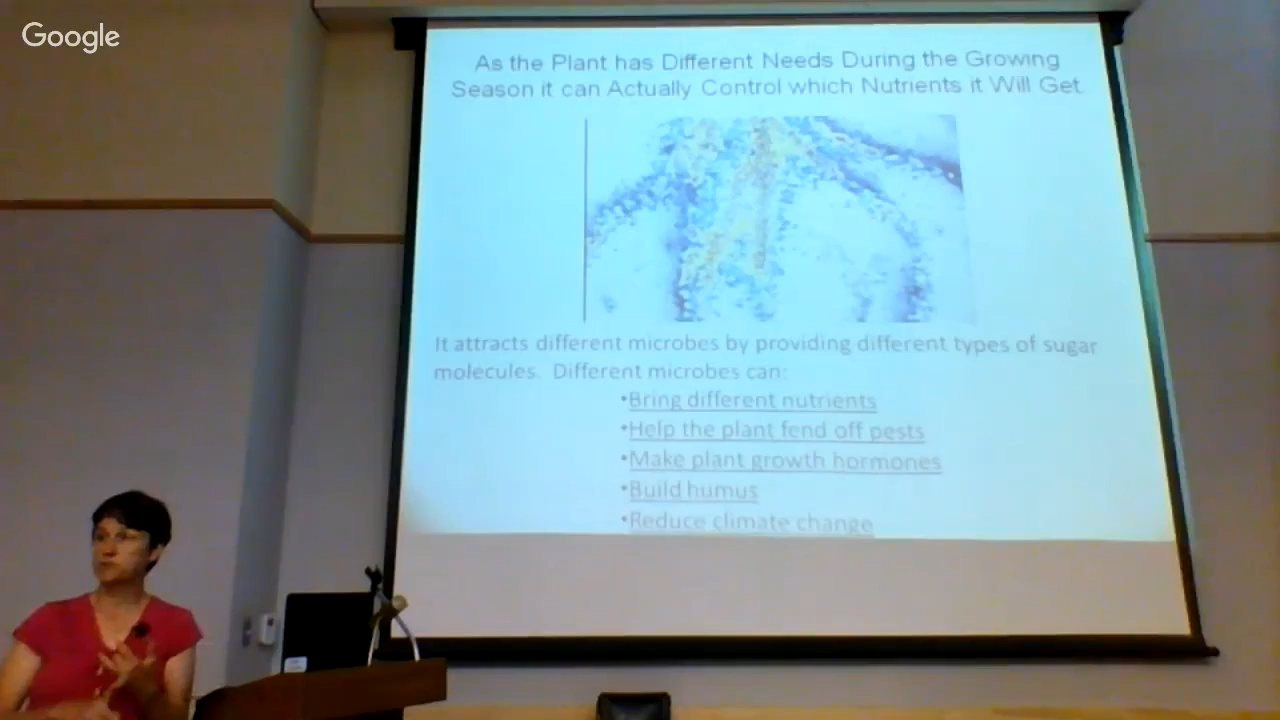 Google
As the Plant has Different Needs During the Growing
Season it can Actually Control which Nutrients it Will Get.
It attracts different microbes by providing different types of sugar
molecules. Different microbes can:
•Bring different nutrients
•Help the plant fend off pests
•Make plant growth hormones
•Build humus
•Reduce climate change